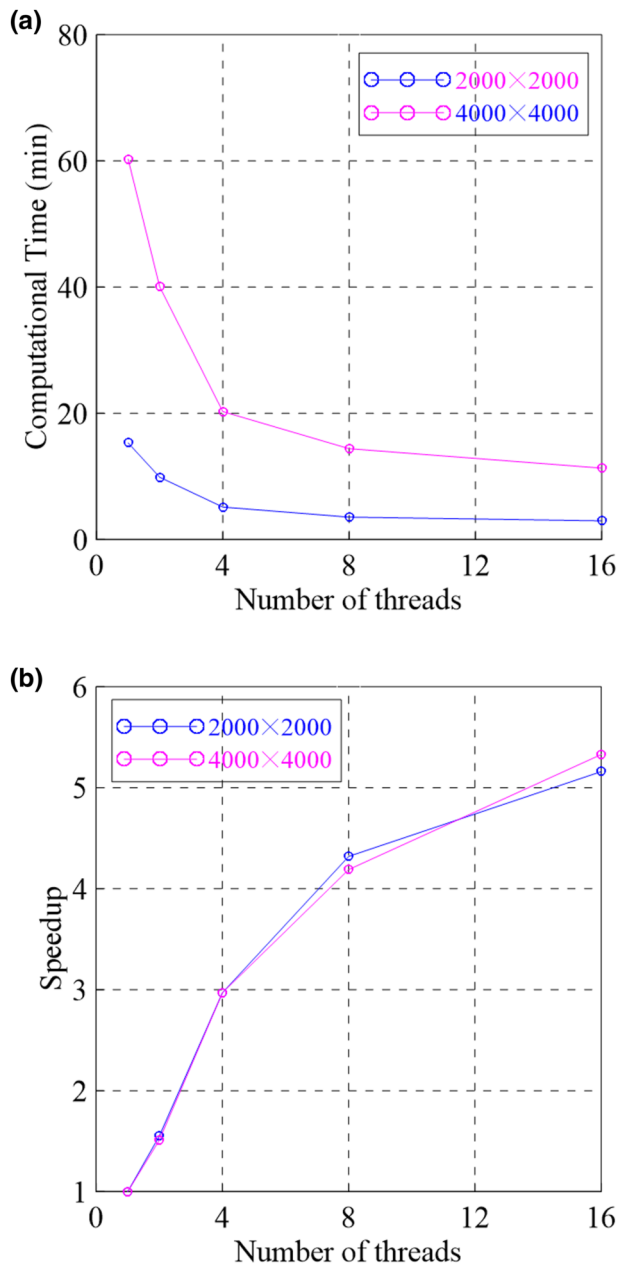 (a)
80
60
40
20
0
Computational Time (min)
2000×2000
4000×4000
0 4 8 12 16
Number of threads
(b)
6
5
4
3
2
1
Speedup
2000×2000
4000×4000
0 4 8 12 16
Number of threads